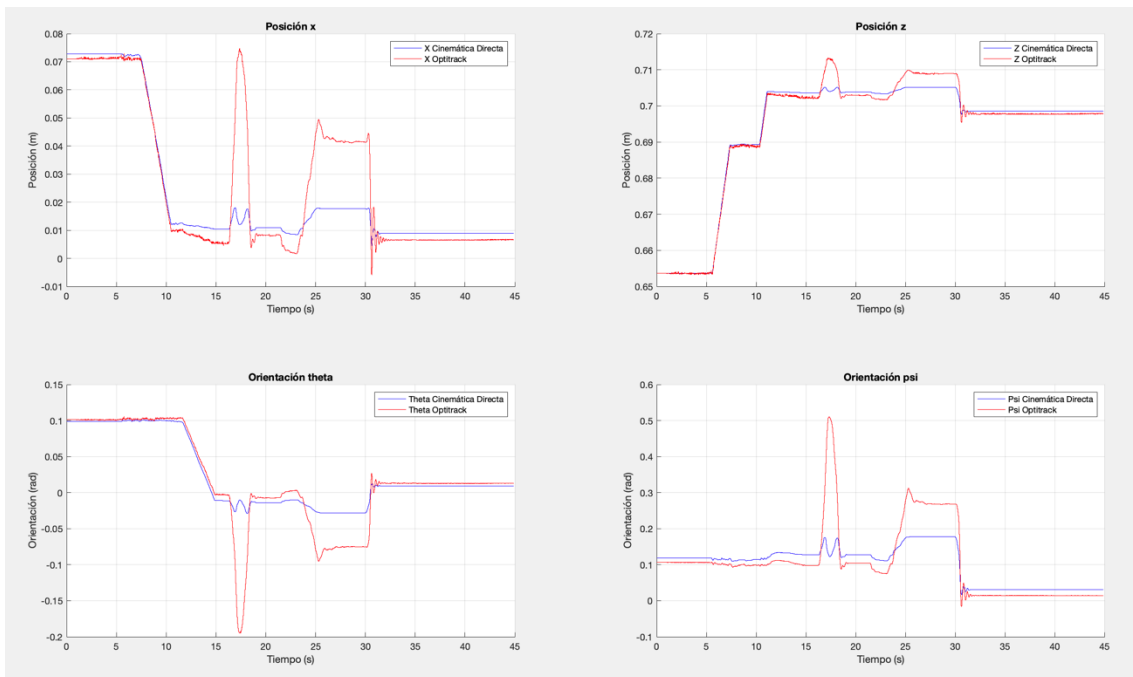 Posición x
X Cinemática Directa
X Optitrack
0.08
0.07
0.06
0.05
0.04
0.03
0.02
0.01
0
-0.01
Posición (m)
0 5 10 15 20 25 30 35 40 45
Tiempo (s)
Posición z
Z Cinemática Directa
Z Optitrack
0.72
0.71
0.7
0.69
0.68
0.67
0.66
0.65
Posición (m)
0 5 10 15 20 25 30 35 40 45
Tiempo (s)
Orientación theta
Theta Cinemática Directa
Theta Optitrack
0.15
0.1
0.05
0
-0.05
-0.1
-0.15
-0.2
Orientación (rad)
0 5 10 15 20 25 30 35 40 45
Tiempo (s)
Orientación psi
Psi Cinemática Directa
Psi Optitrack
0.6
0.5
0.4
0.3
0.2
0.1
0
-0.1
Orientación (rad)
0 5 10 15 20 25 30 35 40 45
Tiempo (s)